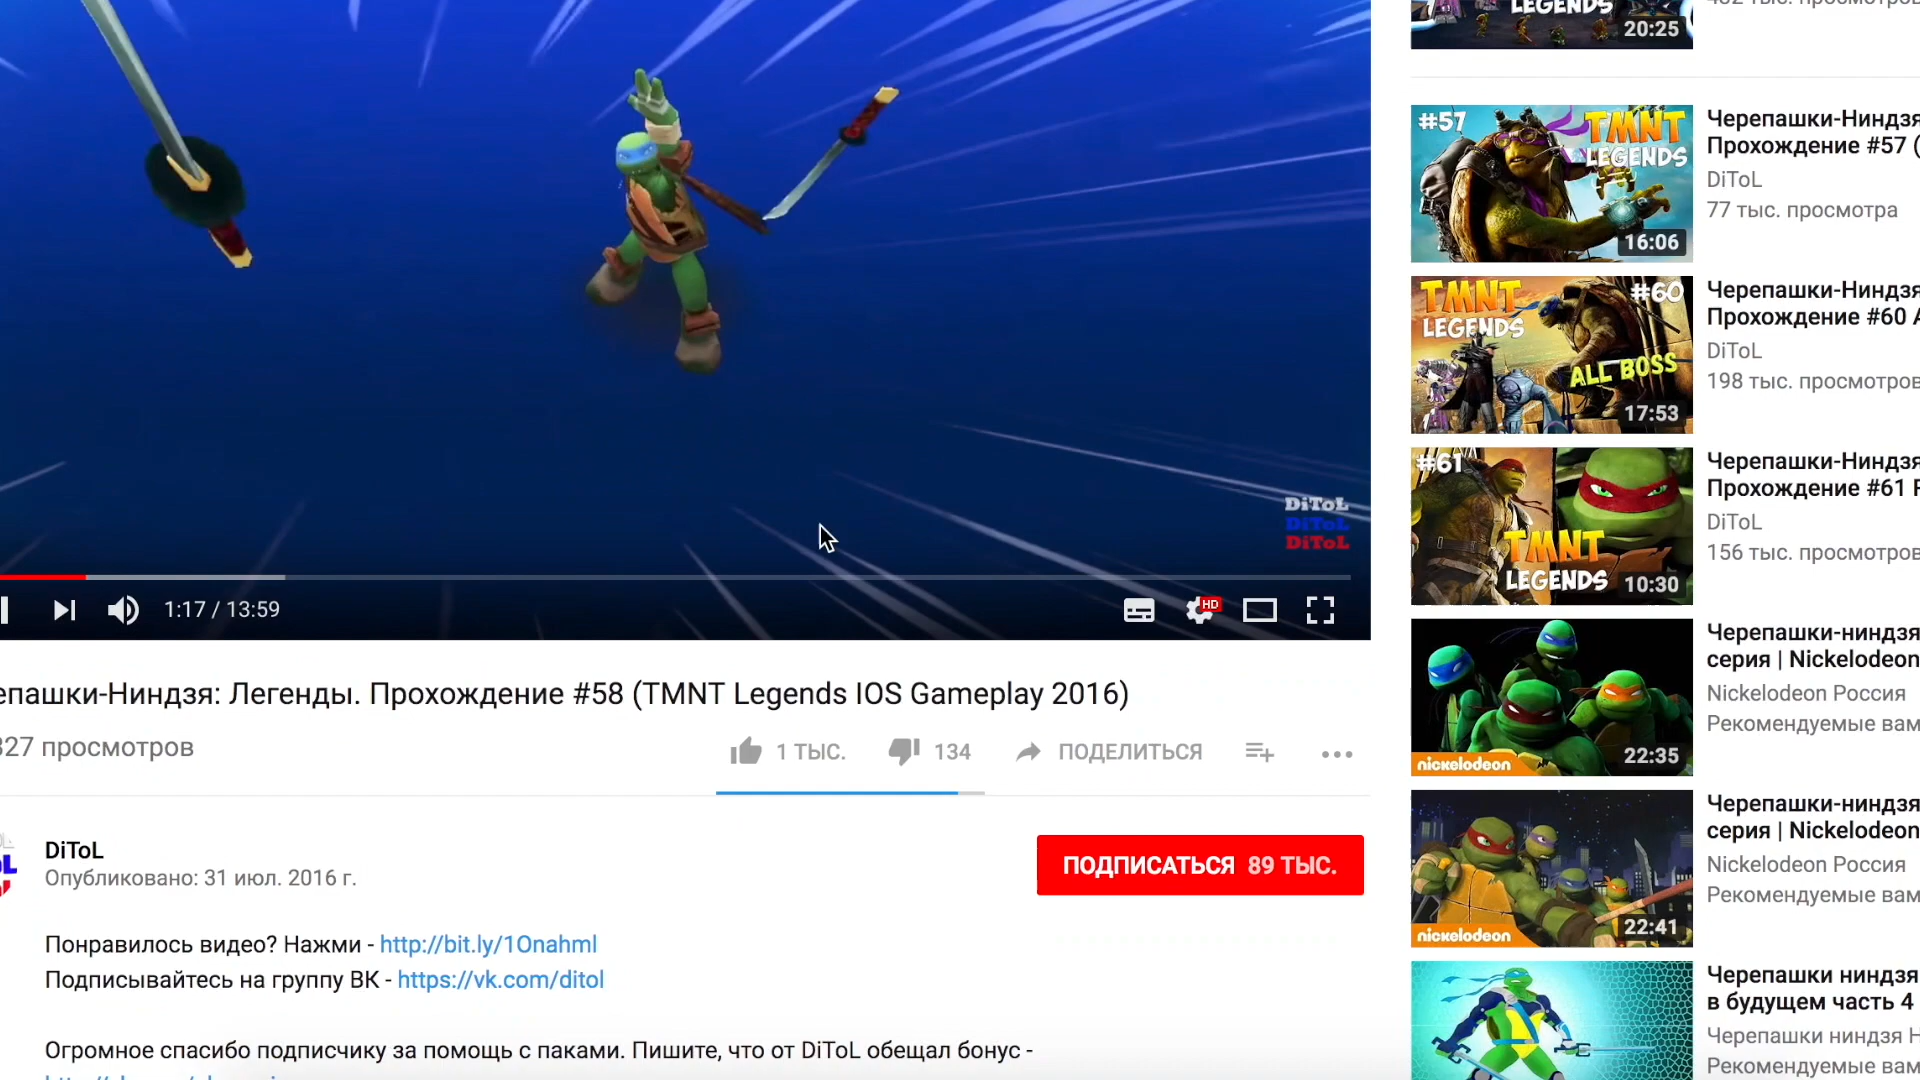 LEGENDS
20:25
DiToL
DiToL
DiToL
1:17 / 13:59
HD
епашки-Ниндзя: Легенды. Прохождение #58 (TMNT Legends IOS Gameplay 2016)
327 просмотров
1 ТЫС.
134
ПОДЕЛИТЬСЯ
DiToL
Опубликовано: 31 июл. 2016 г.
ПОДПИСАТЬСЯ 89 ТЫС.
Понравилось видео? Нажми - http://bit.ly/1Onahml
Подписывайтесь на группу ВК - https://vk.com/ditol
Огромное спасибо подписчику за помощь с паками. Пишите, что от DiToL обещал бонус -
#57
TMNT
LEGENDS
16:06
Черепашки-Ниндзя
Прохождение #57 (
DiToL
77 тыс. просмотра
TMNT
LEGENDS
#60
ALL BOSS
17:53
Черепашки-Ниндзя
Прохождение #60 A
DiToL
198 тыс. просмотров
#61
TMNT
LEGENDS
10:30
Черепашки-Ниндзя
Прохождение #61
DiToL
156 тыс. просмотров
nickelodeon
22:35
Черепашки-ниндзя
серия | Nickelodeon
Nickelodeon Россия
Рекомендуемые вам
nickelodeon
22:41
Черепашки-ниндзя
серия | Nickelodeon
Nickelodeon Россия
Рекомендуемые вам
Черепашки ниндзя
в будущем часть 4
Черепашки ниндзя Н
Рекомендуемые вам